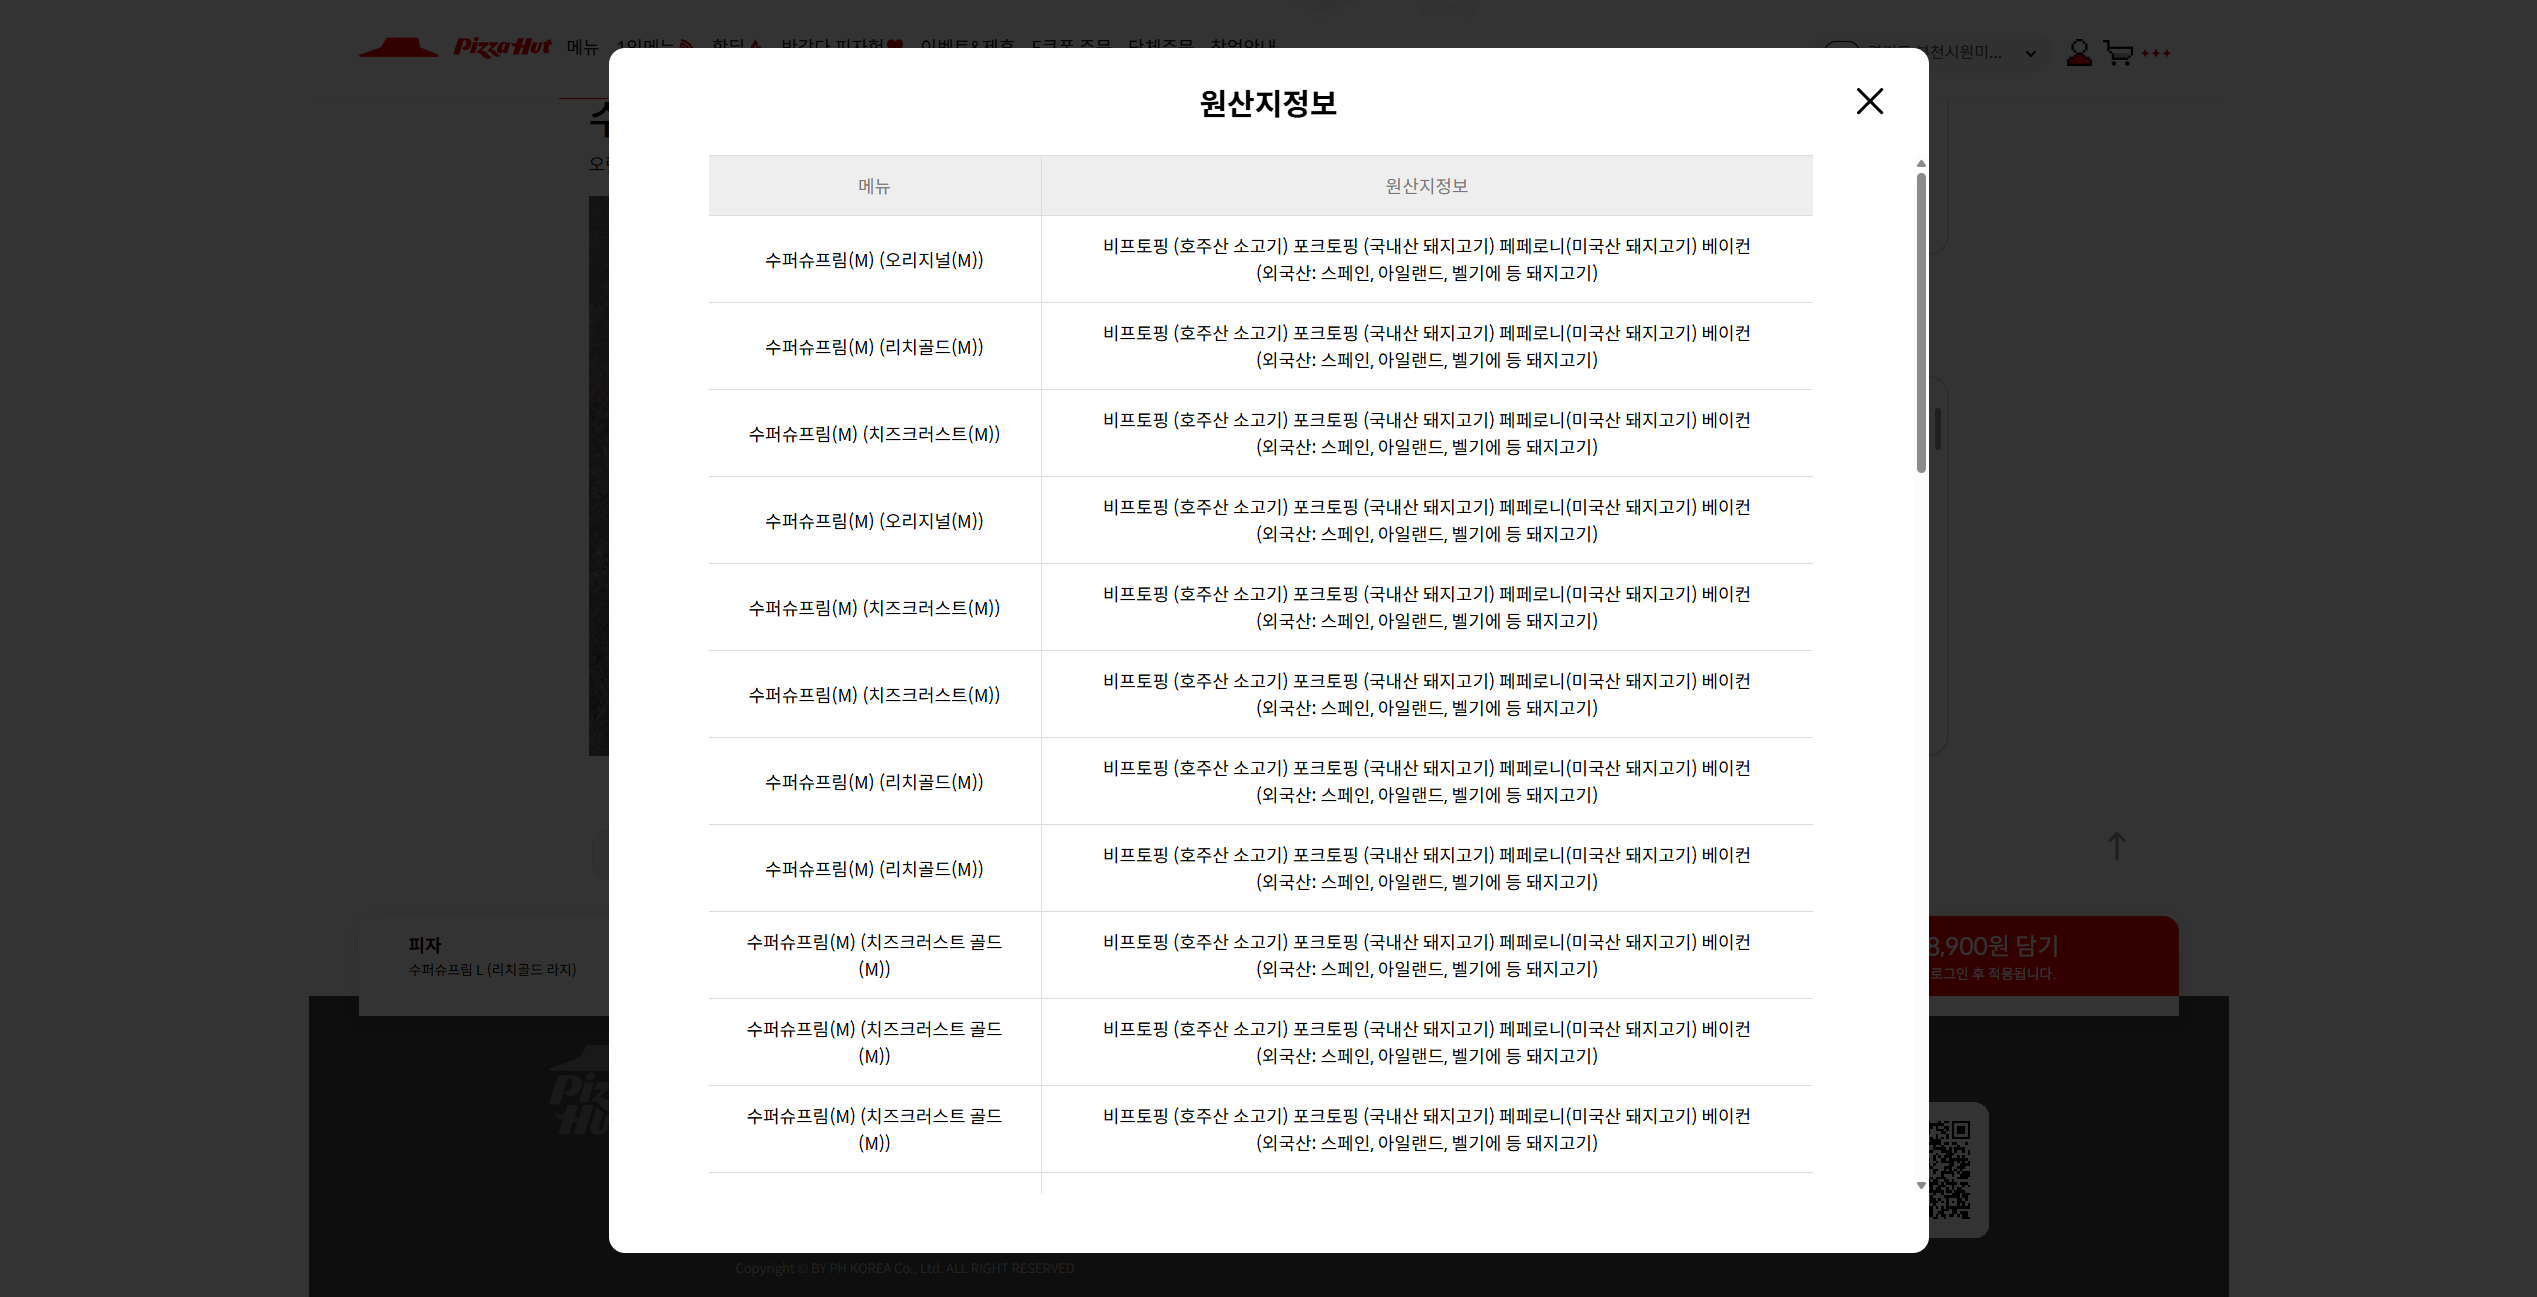 Pizza Hut 메뉴
원산지정보
메뉴 원산지정보
수퍼슈프림(M) (오리지널(M))
비프토핑 (호주산 소고기) 포크토핑 (국내산 돼지고기) 페페로니(미국산 돼지고기) 베이컨
(외국산: 스페인, 아일랜드, 벨기에 등 돼지고기)
수퍼슈프림(M) (리치골드(M))
비프토핑 (호주산 소고기) 포크토핑 (국내산 돼지고기) 페페로니(미국산 돼지고기) 베이컨
(외국산: 스페인, 아일랜드, 벨기에 등 돼지고기)
수퍼슈프림(M) (치즈크러스트(M))
비프토핑 (호주산 소고기) 포크토핑 (국내산 돼지고기) 페페로니(미국산 돼지고기) 베이컨
(외국산: 스페인, 아일랜드, 벨기에 등 돼지고기)
수퍼슈프림(M) (오리지널(M))
비프토핑 (호주산 소고기) 포크토핑 (국내산 돼지고기) 페페로니(미국산 돼지고기) 베이컨
(외국산: 스페인, 아일랜드, 벨기에 등 돼지고기)
수퍼슈프림(M) (치즈크러스트(M))
비프토핑 (호주산 소고기) 포크토핑 (국내산 돼지고기) 페페로니(미국산 돼지고기) 베이컨
(외국산: 스페인, 아일랜드, 벨기에 등 돼지고기)
수퍼슈프림(M) (치즈크러스트(M))
비프토핑 (호주산 소고기) 포크토핑 (국내산 돼지고기) 페페로니(미국산 돼지고기) 베이컨
(외국산: 스페인, 아일랜드, 벨기에 등 돼지고기)
수퍼슈프림(M) (리치골드(M))
비프토핑 (호주산 소고기) 포크토핑 (국내산 돼지고기) 페페로니(미국산 돼지고기) 베이컨
(외국산: 스페인, 아일랜드, 벨기에 등 돼지고기)
수퍼슈프림(M) (리치골드(M))
비프토핑 (호주산 소고기) 포크토핑 (국내산 돼지고기) 페페로니(미국산 돼지고기) 베이컨
(외국산: 스페인, 아일랜드, 벨기에 등 돼지고기)
수퍼슈프림(M) (치즈크러스트 골드
(M))
비프토핑 (호주산 소고기) 포크토핑 (국내산 돼지고기) 페페로니(미국산 돼지고기) 베이컨
(외국산: 스페인, 아일랜드, 벨기에 등 돼지고기)
수퍼슈프림(M) (치즈크러스트 골드
(M))
비프토핑 (호주산 소고기) 포크토핑 (국내산 돼지고기) 페페로니(미국산 돼지고기) 베이컨
(외국산: 스페인, 아일랜드, 벨기에 등 돼지고기)
수퍼슈프림(M) (치즈크러스트 골드
(M))
비프토핑 (호주산 소고기) 포크토핑 (국내산 돼지고기) 페페로니(미국산 돼지고기) 베이컨
(외국산: 스페인, 아일랜드, 벨기에 등 돼지고기)
피자
수퍼슈프림 L (리치골드 라지)
8,900원 담기
로그인 후 적용됩니다.
Copyright © BY PH KOREA Co., Ltd. ALL RIGHT RESERVED